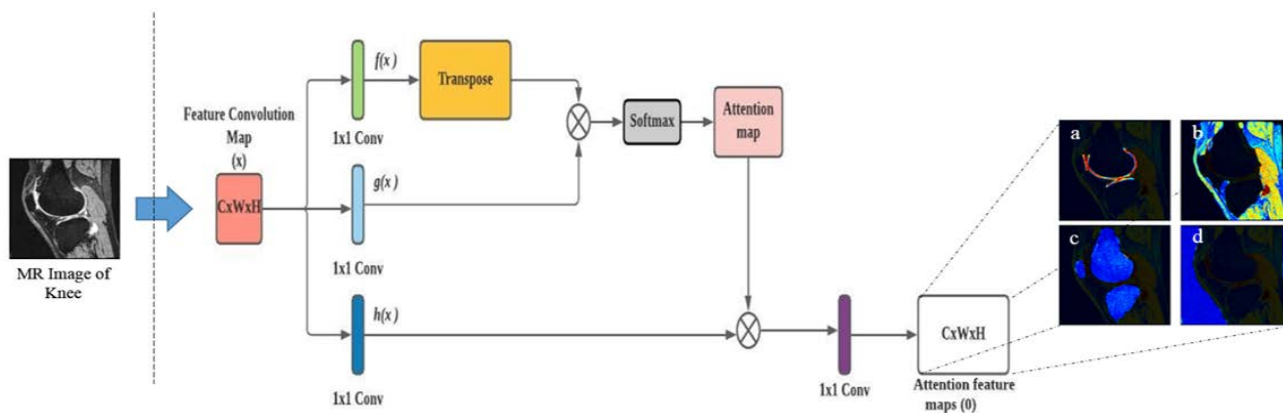 MR Image of
Knee
Feature Convolution
Map
(x)
CxWxH
f(x )
1x1 Conv
Transpose
g(x )
1x1 Conv
h(x )
1x1 Conv
Softmax
Attention
map
1x1 Conv
CxWxH
Attention feature
maps (0)
a
b
c
d